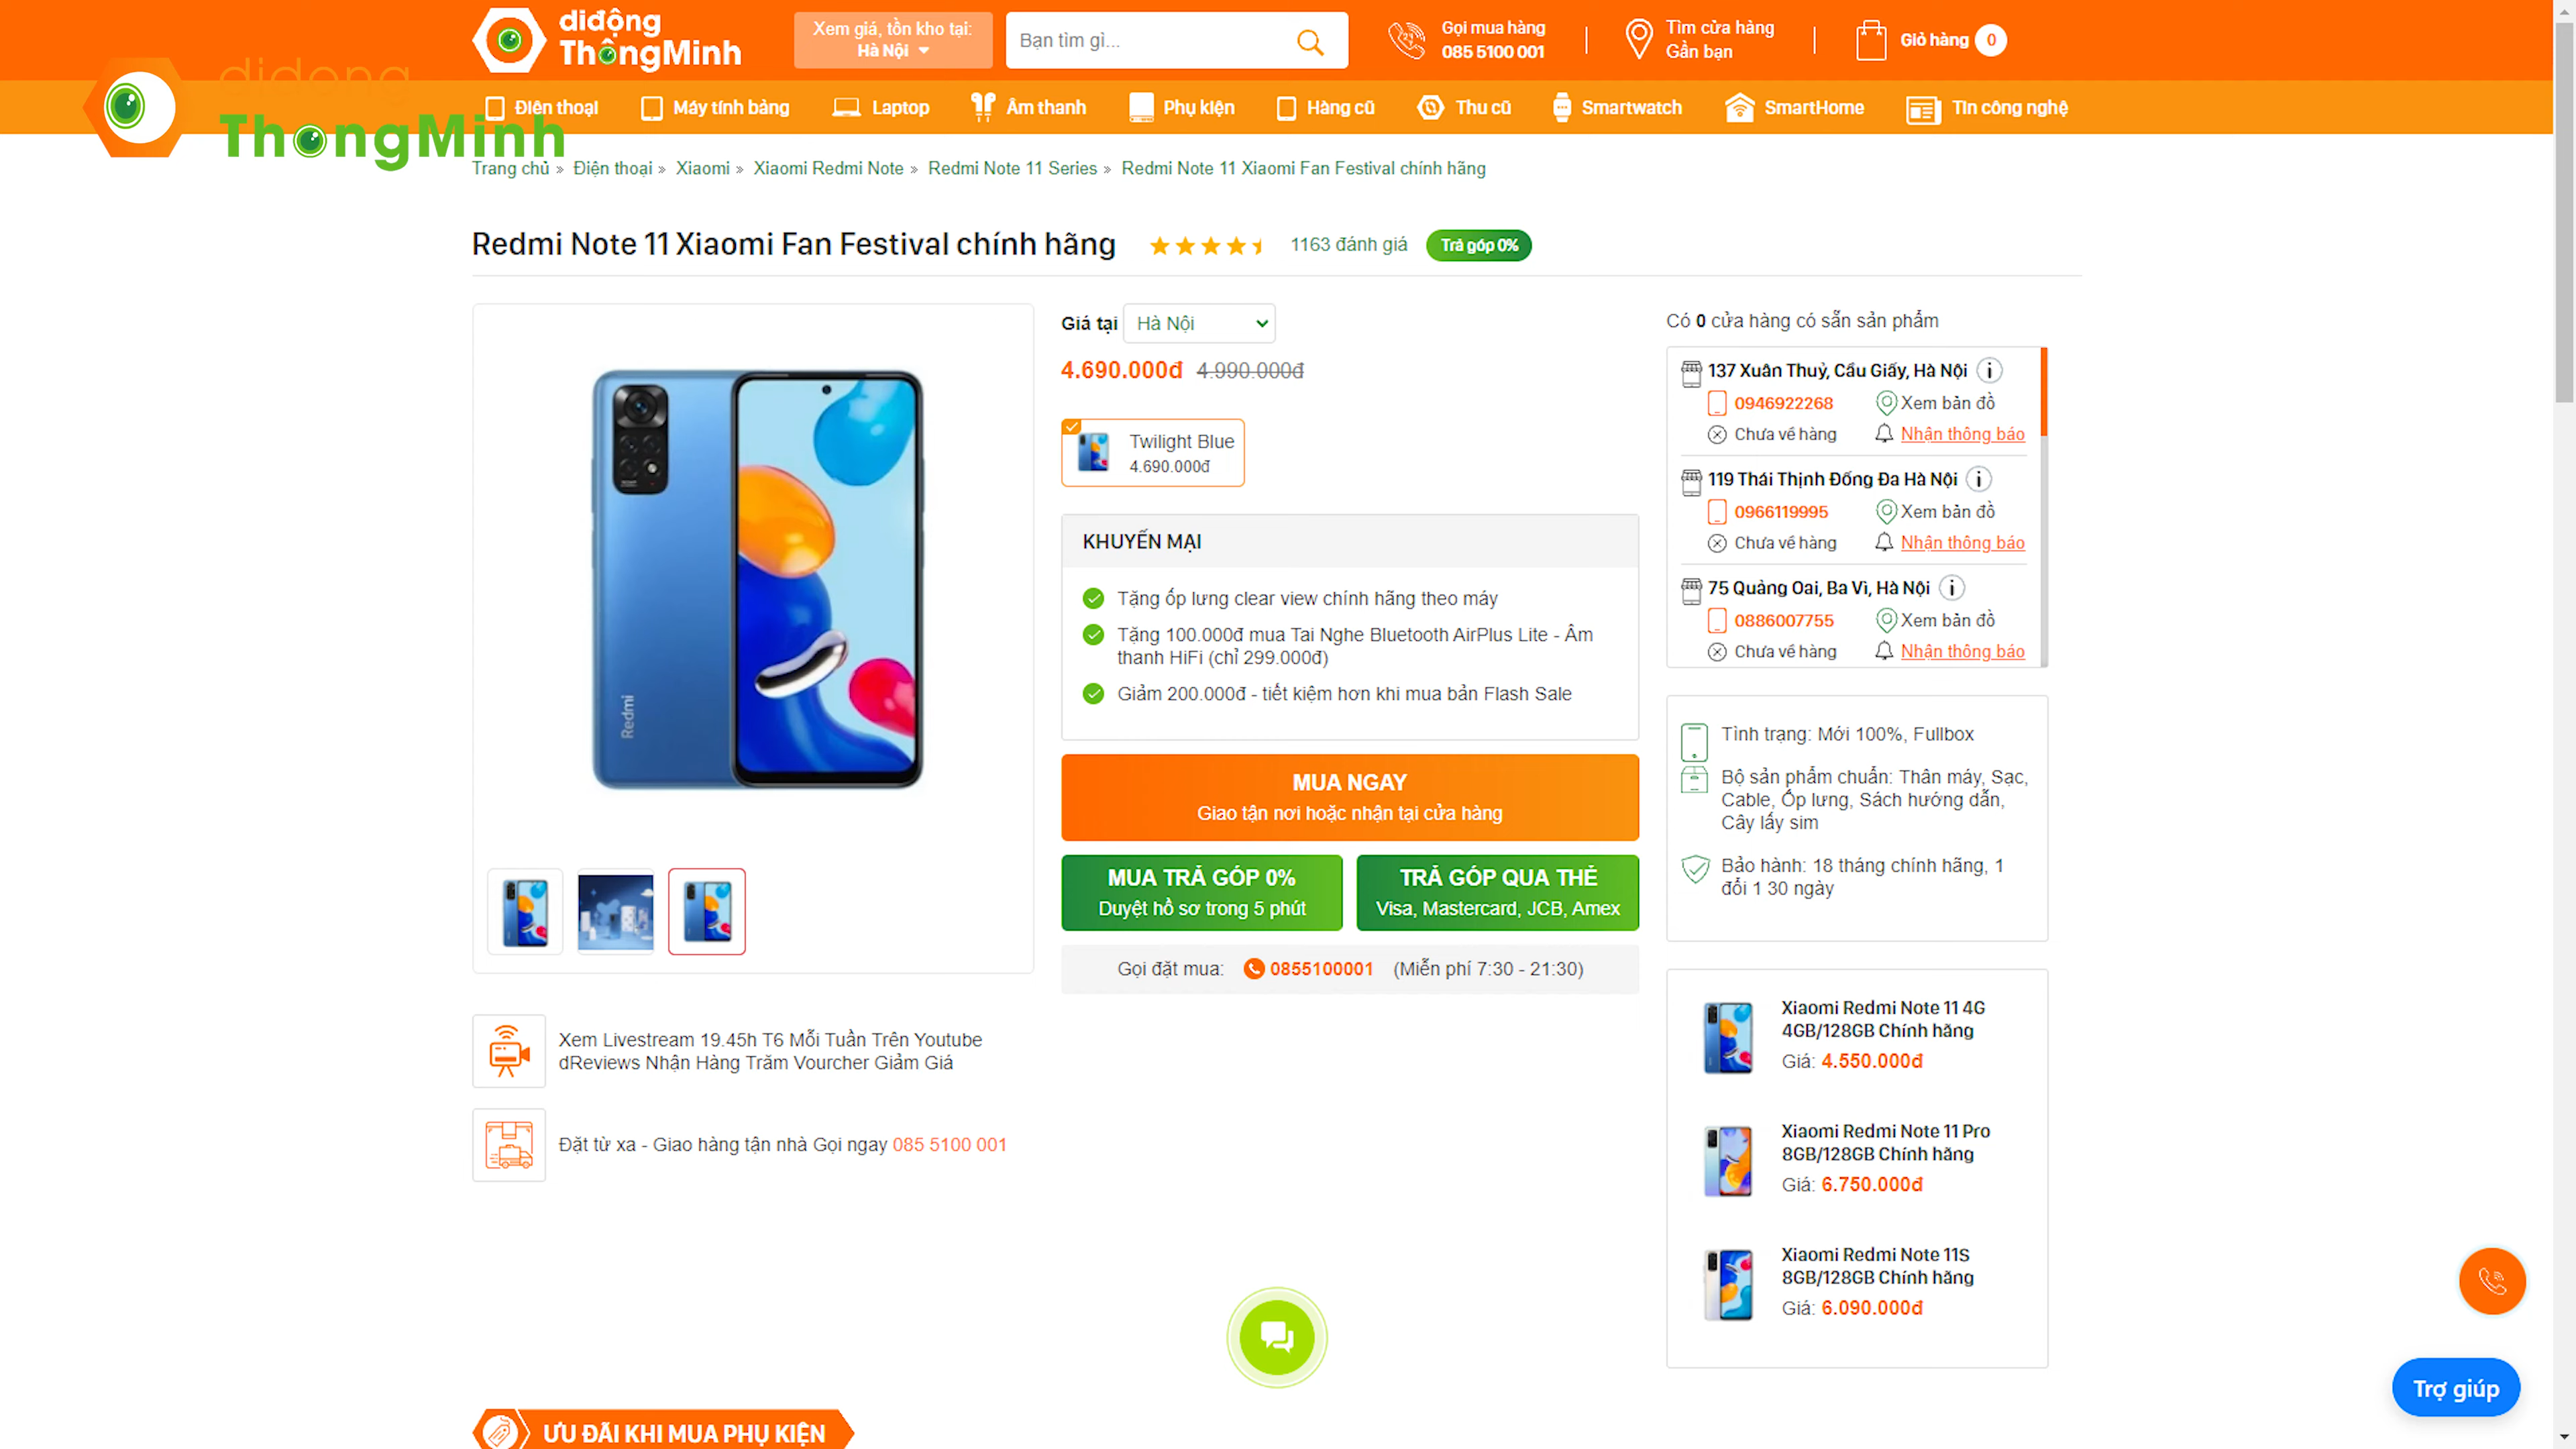 didộng
ThôngMinh
Xem giá, tồn kho tại:
Hà Nội
Bạn tìm gì...
Gọi mua hàng
085 5100 001
Tìm cửa hàng
Gần bạn
Giỏ hàng 0
didong
ThongMinh
Điện thoại
Máy tính bảng
Laptop
Âm thanh
Phụ kiện
Hàng cũ
Thu cũ
Smartwatch
SmartHome
Tin công nghệ
Trang chủ » Điện thoại » Xiaomi » Xiaomi Redmi Note » Redmi Note 11 Series » Redmi Note 11 Xiaomi Fan Festival chính hãng
Redmi Note 11 Xiaomi Fan Festival chính hãng
1163 đánh giá
Trả góp 0%
Redmi
Xem Livestream 19.45h T6 Mỗi Tuần Trên Youtube
dReviews Nhận Hàng Trăm Vourcher Giảm Giá
Đặt từ xa - Giao hàng tận nhà Gọi ngay 085 5100 001
Giá tại Hà Nội
4.690.000đ 4.990.000đ
Twilight Blue
4.690.000đ
KHUYẾN MẠI
Tặng ốp lưng clear view chính hãng theo máy
Tặng 100.000đ mua Tai Nghe Bluetooth AirPlus Lite - Âm
thanh HiFi (chỉ 299.000đ)
Giảm 200.000đ - tiết kiệm hơn khi mua bản Flash Sale
MUA NGAY
Giao tận nơi hoặc nhận tại cửa hàng
MUA TRẢ GÓP 0%
Duyệt hồ sơ trong 5 phút
TRẢ GÓP QUA THẺ
Visa, Mastercard, JCB, Amex
Gọi đặt mua: 0855100001 (Miễn phí 7:30 - 21:30)
Có 0 cửa hàng có sẵn sản phẩm
137 Xuân Thuỷ, Cầu Giấy, Hà Nội i
0946922268 Xem bản đồ
Chưa về hàng Nhận thông báo
119 Thái Thịnh Đống Đa Hà Nội i
0966119995 Xem bản đồ
Chưa về hàng Nhận thông báo
75 Quảng Oai, Ba Vì, Hà Nội i
0886007755 Xem bản đồ
Chưa về hàng Nhận thông báo
Tình trạng: Mới 100%, Fullbox
Bộ sản phẩm chuẩn: Thân máy, Sạc,
Cable, Ốp lưng, Sách hướng dẫn,
Cây lấy sim
Bảo hành: 18 tháng chính hãng, 1
đổi 1 30 ngày
Xiaomi Redmi Note 11 4G
4GB/128GB Chính hãng
Giá: 4.550.000đ
Xiaomi Redmi Note 11 Pro
8GB/128GB Chính hãng
Giá: 6.750.000đ
Xiaomi Redmi Note 11S
8GB/128GB Chính hãng
Giá: 6.090.000đ
Trợ giúp
ƯU ĐÃI KHI MUA PHỤ KIỆN